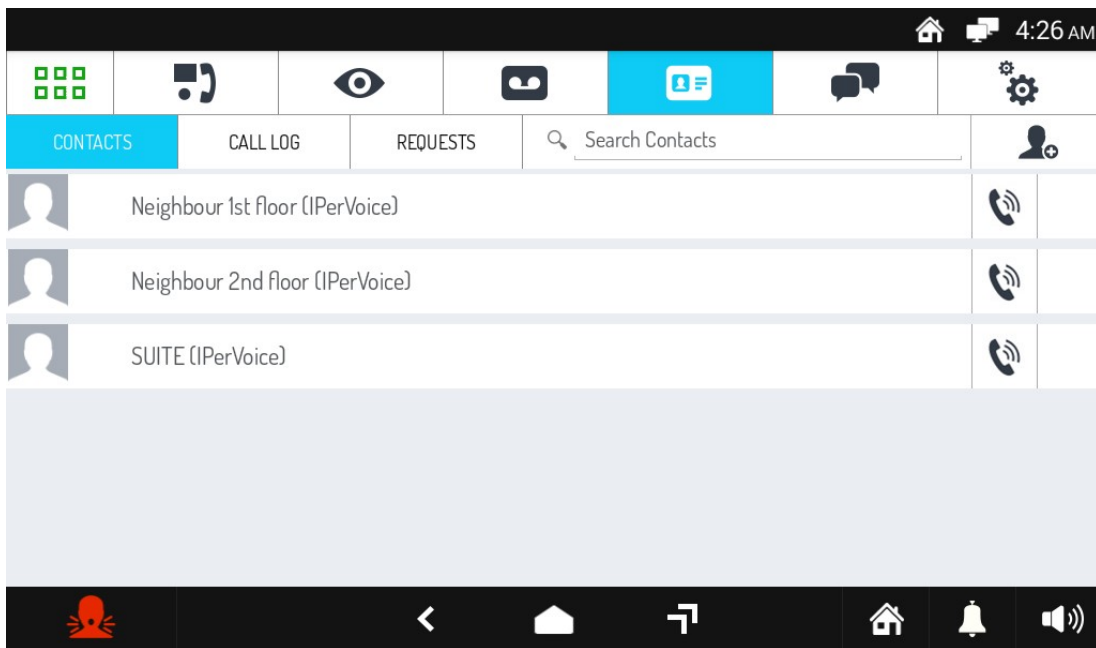 4:26 AM
CONTACTS CALL LOG REQUESTS Search Contacts
Neighbour 1st floor (IPerVoice)
Neighbour 2nd floor (IPerVoice)
SUITE (IPerVoice)